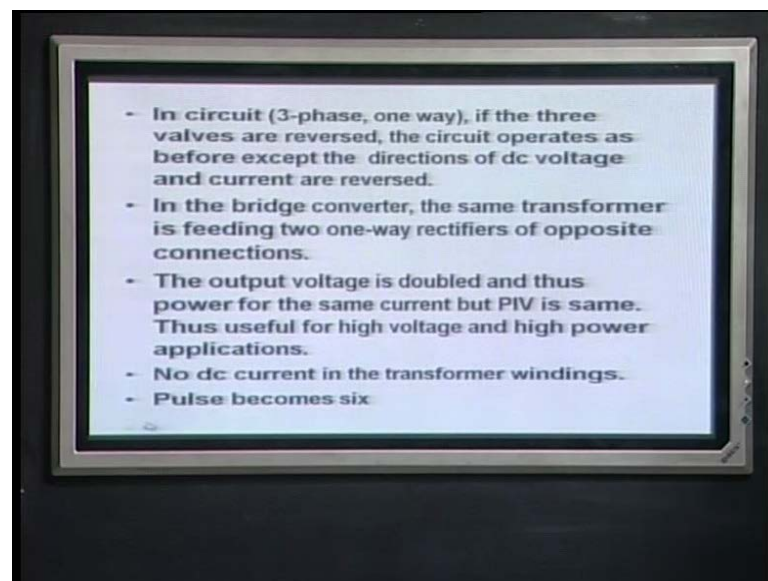 - In circuit (3-phase, one way), if the three
valves are reversed, the circuit operates as
before except the directions of dc voltage
and current are reversed.
- In the bridge converter, the same transformer
is feeding two one-way rectifiers of opposite
connections.
- The output voltage is doubled and thus
power for the same current but PIV is same.
Thus useful for high voltage and high power
applications.
- No dc current in the transformer windings.
- Pulse becomes six